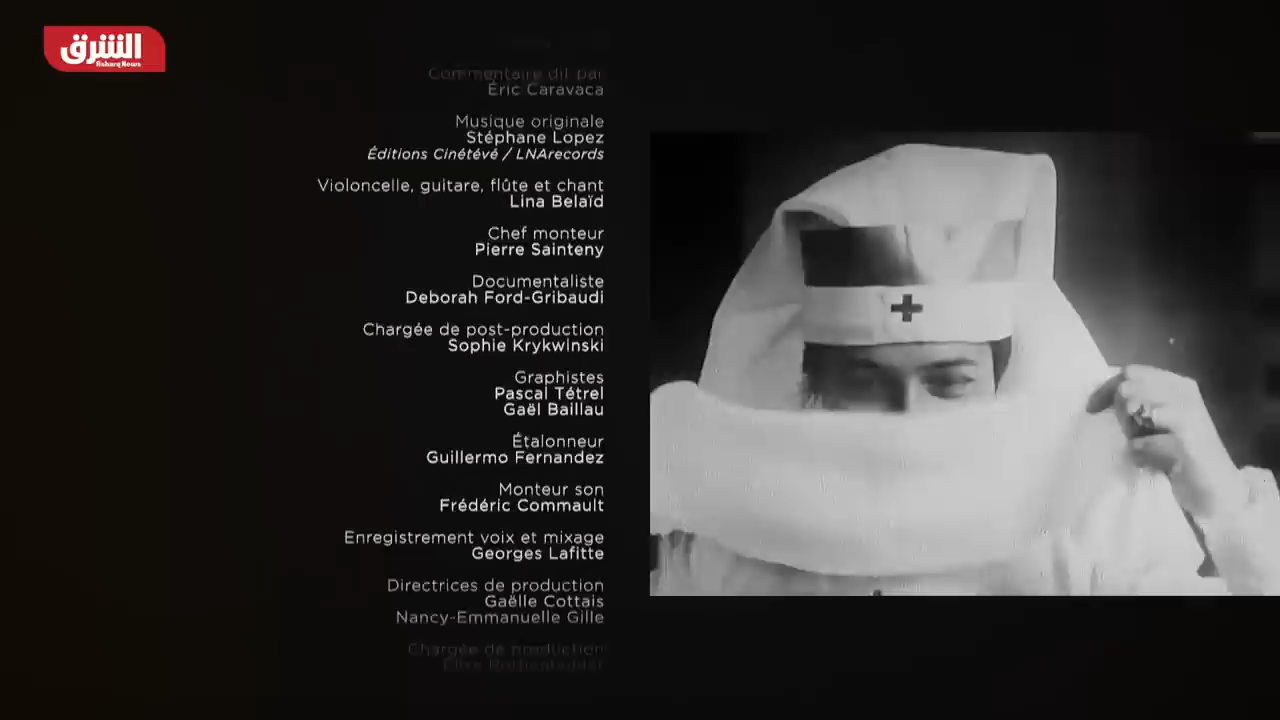 الشرق
Asharq News
Commentaire dit par
Éric Caravaca
Musique originale
Stéphane Lopez
Éditions Cinétévé / LNArecords
Violoncelle, guitare, flûte et chant
Lina Belaïd
Chef monteur
Pierre Sainteny
Documentaliste
Deborah Ford-Gribaudi
Chargée de post-production
Sophie Krykwinski
Graphistes
Pascal Tétrel
Gaël Baillau
Étalonneur
Guillermo Fernandez
Monteur son
Frédéric Commault
Enregistrement voix et mixage
Georges Lafitte
Directrices de production
Gaëlle Cottais
Nancy-Emmanuelle Gille
Chargée de production